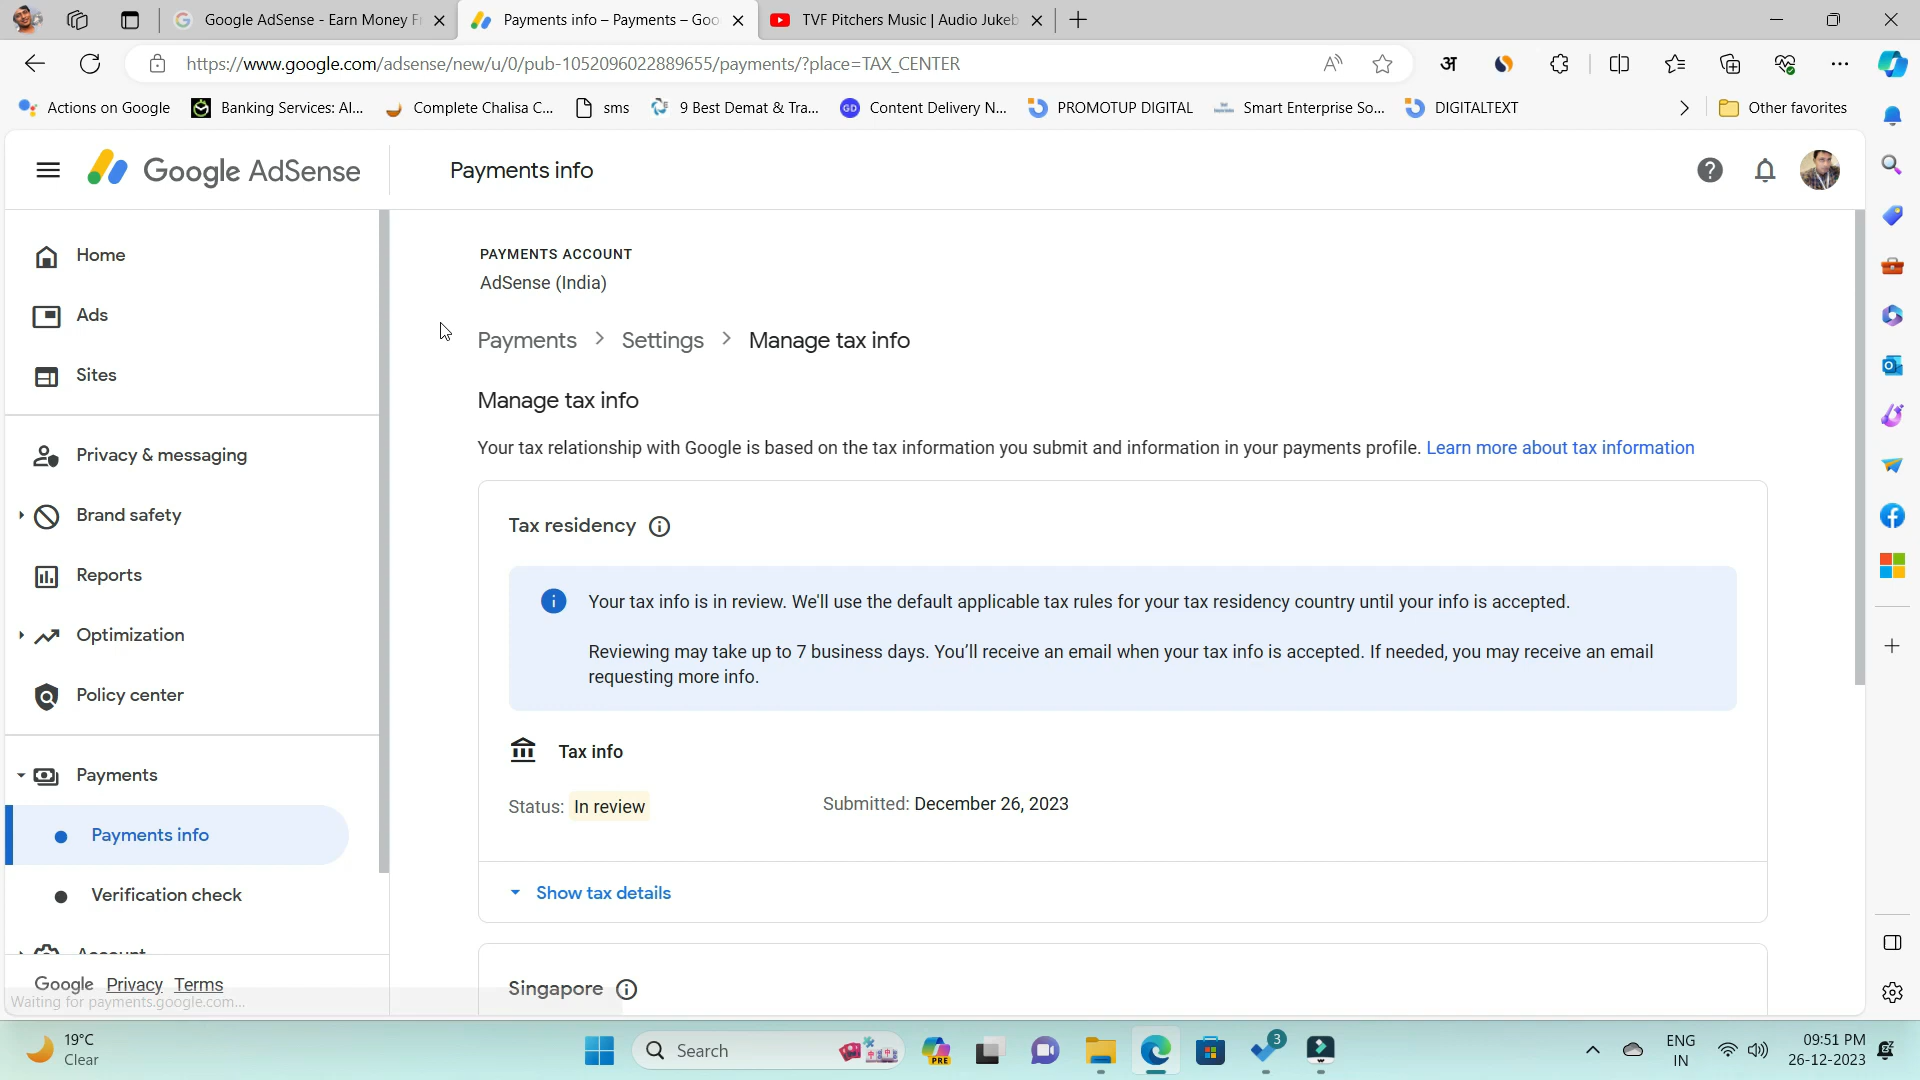 Google AdSense - Earn Money F
Payments info – Payments – Goo
TVF Pitchers Music | Audio Jukeb
https://www.google.com/adsense/new/u/0/pub-1052096022889655/payments/?place=TAX_CENTER
अ
Actions on Google
Banking Services: Al...
Complete Chalisa C...
sms
9 Best Demat & Tra...
GD
Content Delivery N...
PROMOTUP DIGITAL
Smart Enterprise So...
DIGITALTEXT
Other favorites
Google AdSense
Payments info
Home
Ads
Sites
Privacy & messaging
Brand safety
Reports
Optimization
Policy center
Payments
Payments info
Verification check
Account
Google Privacy Terms
Waiting for payments.google.com...
PAYMENTS ACCOUNT
AdSense (India)
Payments > Settings > Manage tax info
Manage tax info
Your tax relationship with Google is based on the tax information you submit and information in your payments profile. Learn more about tax information
Tax residency
Your tax info is in review. We'll use the default applicable tax rules for your tax residency country until your info is accepted.
Reviewing may take up to 7 business days. You’ll receive an email when your tax info is accepted. If needed, you may receive an email
requesting more info.
Tax info
Status: In review
Submitted: December 26, 2023
Show tax details
Singapore
19°C
Clear
Search
PRE
3
ENG
IN
09:51 PM
26-12-2023